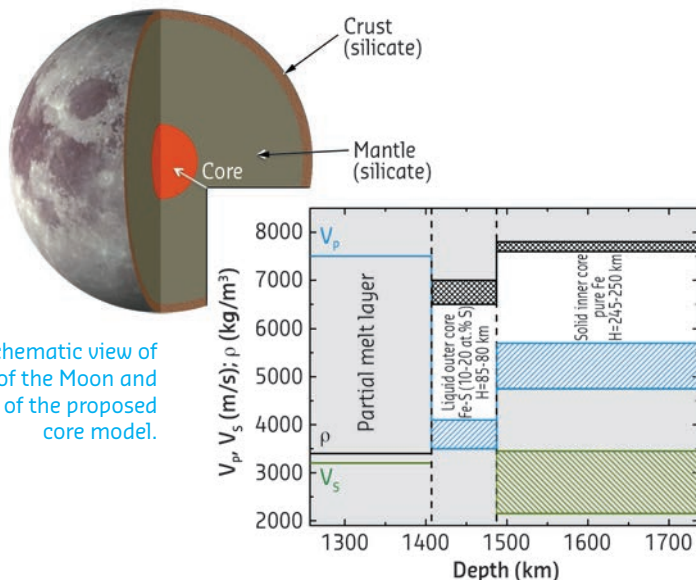 Crust
(silicate)
Mantle
(silicate)
Core
chematic view of
of the Moon and
of the proposed
core model.
Vp, VS (m/s); ρ (kg/m³)
8000
7000
6000
5000
4000
3000
2000
VP
ρ
VS
Partial melt layer
Liquid outer core
Fe-S (10-20 at.% S)
H=85-80 km
Solid inner core
pure Fe
H=245-250 km
1300 1400 1500 1600 1700
Depth (km)